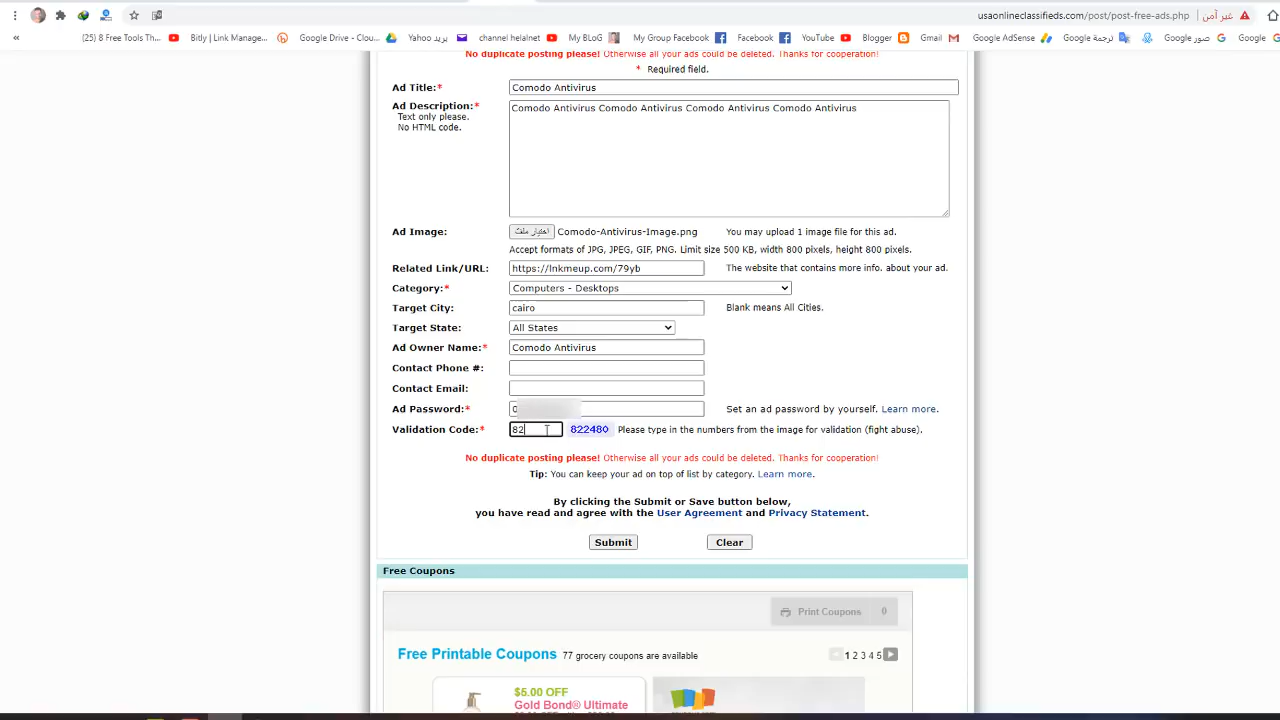 usaonlineclassifieds.com/post/post-free-ads.php غير آمن
« (25) 8 Free Tools Th... Bitly | Link Manage... Google Drive - Clou... بريد Yahoo channel helalnet My BLoG My Group Facebook Facebook YouTube Blogger Gmail Google AdSense ترجمة Google صور Google Google
No duplicate posting please! Otherwise all your ads could be deleted. Thanks for cooperation!
* Required field.
Ad Title:* Comodo Antivirus
Ad Description:* Comodo Antivirus Comodo Antivirus Comodo Antivirus Comodo Antivirus
Text only please.
No HTML code.
Ad Image: اختيار ملف Comodo-Antivirus-Image.png You may upload 1 image file for this ad.
Accept formats of JPG, JPEG, GIF, PNG. Limit size 500 KB, width 800 pixels, height 800 pixels.
Related Link/URL: https://lnkmeup.com/79yb The website that contains more info. about your ad.
Category:* Computers - Desktops
Target City: cairo Blank means All Cities.
Target State: All States
Ad Owner Name:* Comodo Antivirus
Contact Phone #:
Contact Email:
Ad Password:* 0 Set an ad password by yourself. Learn more.
Validation Code:* 82 822480 Please type in the numbers from the image for validation (fight abuse).
No duplicate posting please! Otherwise all your ads could be deleted. Thanks for cooperation!
Tip: You can keep your ad on top of list by category. Learn more.
By clicking the Submit or Save button below,
you have read and agree with the User Agreement and Privacy Statement.
Submit Clear
Free Coupons
Print Coupons 0
Free Printable Coupons 77 grocery coupons are available 1 2 3 4 5
$5.00 OFF
Gold Bond® Ultimate